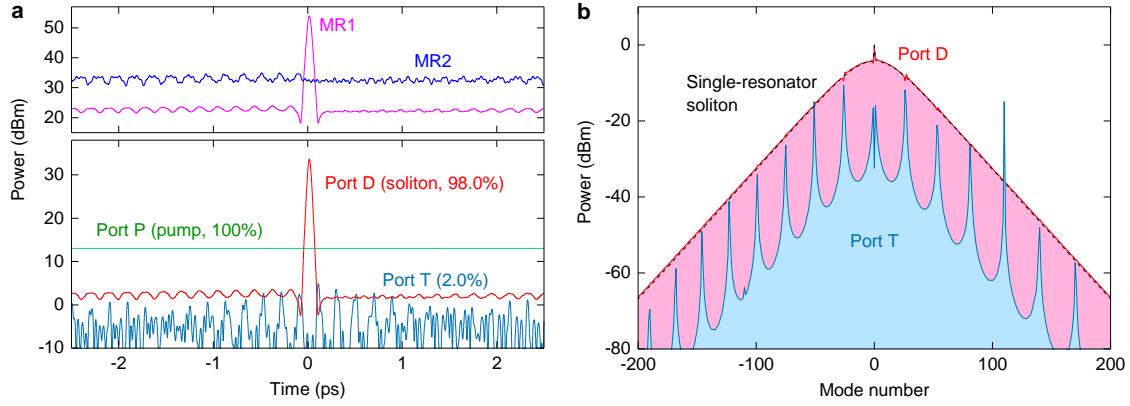 a
50
40
30
20
MR1
MR2
Power (dBm)
30
20
10
0
-10
Port D (soliton, 98.0%)
Port P (pump, 100%)
Port T (2.0%)
-2
-1
0
1
2
Time (ps)
b
0
-20
-40
-60
-80
Power (dBm)
Port D
Single-resonator
soliton
Port T
-200
-100
0
100
200
Mode number